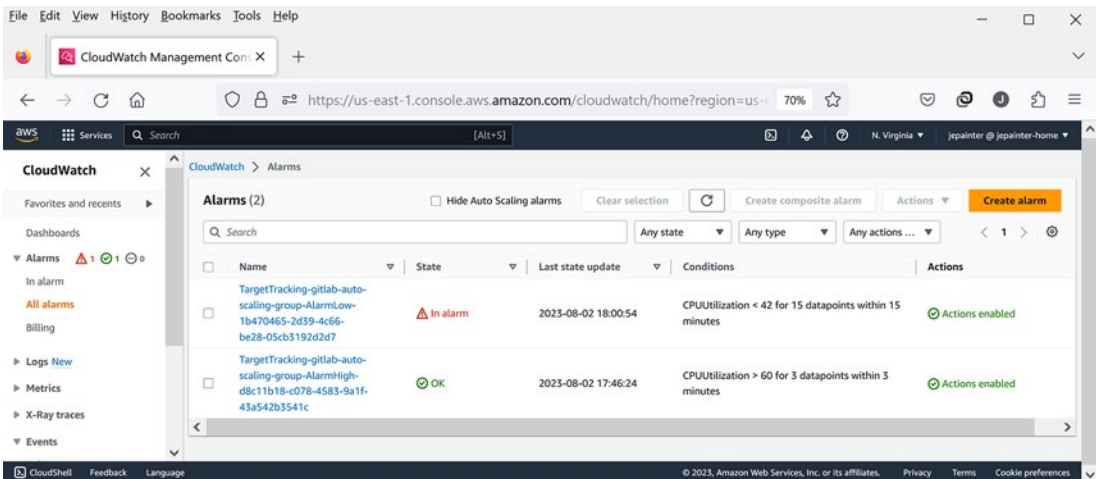 File Edit View History Bookmarks Tools Help
CloudWatch Management Cons
https://us-east-1.console.aws.amazon.com/cloudwatch/home?region=us-e 70%
aws Services Search [Alt+S] N. Virginia jepainter @ jepainter-home
CloudWatch
Favorites and recents
Dashboards
Alarms 1 1 0
In alarm
All alarms
Billing
Logs New
Metrics
X-Ray traces
Events
CloudWatch > Alarms
Alarms (2) Hide Auto Scaling alarms Clear selection Create composite alarm Actions Create alarm
Search Any state Any type Any actions ... 1
Name State Last state update Conditions Actions
TargetTracking-gitlab-auto-
scaling-group-AlarmLow-
1b470465-2d39-4c66-
be28-05cb3192d2d7
In alarm
2023-08-02 18:00:54
CPUUtilization < 42 for 15 datapoints within 15
minutes
Actions enabled
TargetTracking-gitlab-auto-
scaling-group-AlarmHigh-
d8c11b18-c078-4583-9a1f-
43a542b3541c
OK
2023-08-02 17:46:24
CPUUtilization > 60 for 3 datapoints within 3
minutes
Actions enabled
CloudShell Feedback Language © 2023, Amazon Web Services, Inc. or its affiliates. Privacy Terms Cookie preferences